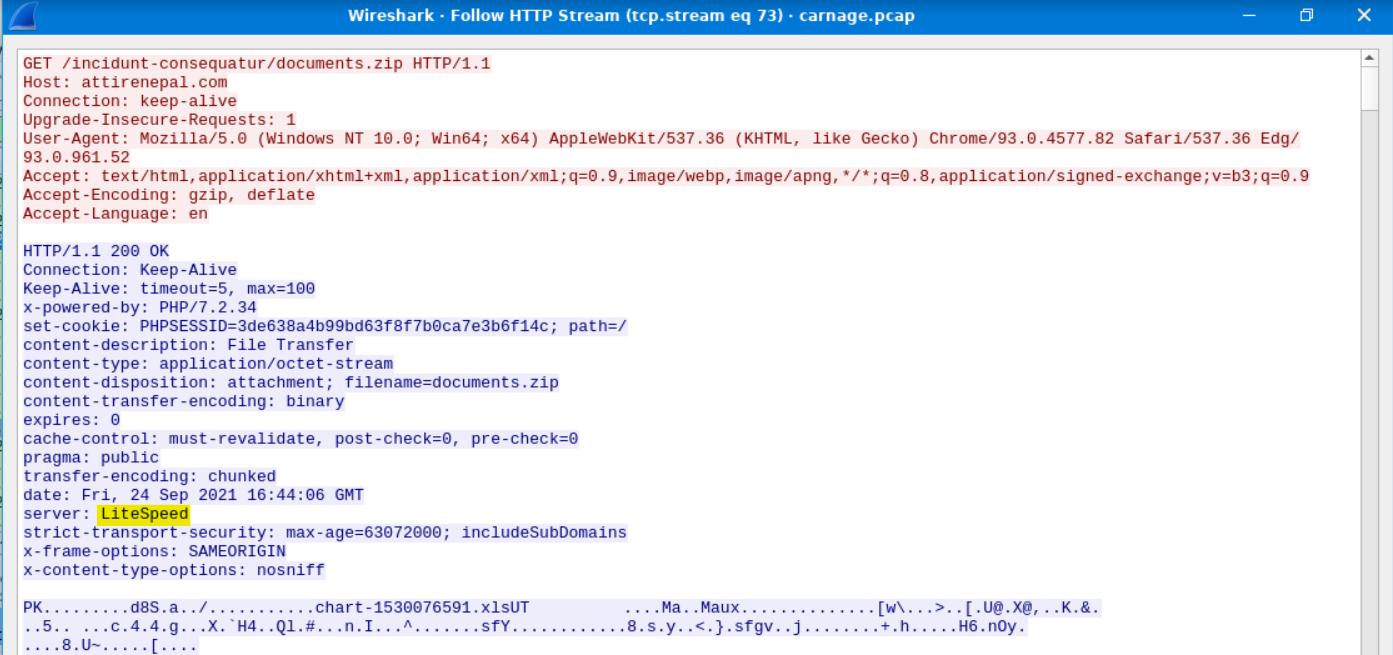 Wireshark · Follow HTTP Stream (tcp.stream eq 73) · carnage.pcap
GET /incidunt-consequatur/documents.zip HTTP/1.1
Host: attirenepal.com
Connection: keep-alive
Upgrade-Insecure-Requests: 1
User-Agent: Mozilla/5.0 (Windows NT 10.0; Win64; x64) AppleWebKit/537.36 (KHTML, like Gecko) Chrome/93.0.4577.82 Safari/537.36 Edg/
93.0.961.52
Accept: text/html,application/xhtml+xml,application/xml;q=0.9,image/webp,image/apng,*/*;q=0.8,application/signed-exchange;v=b3;q=0.9
Accept-Encoding: gzip, deflate
Accept-Language: en
HTTP/1.1 200 OK
Connection: Keep-Alive
Keep-Alive: timeout=5, max=100
x-powered-by: PHP/7.2.34
set-cookie: PHPSESSID=3de638a4b99bd63f8f7b0ca7e3b6f14c; path=/
content-description: File Transfer
content-type: application/octet-stream
content-disposition: attachment; filename=documents.zip
content-transfer-encoding: binary
expires: 0
cache-control: must-revalidate, post-check=0, pre-check=0
pragma: public
transfer-encoding: chunked
date: Fri, 24 Sep 2021 16:44:06 GMT
server: LiteSpeed
strict-transport-security: max-age=63072000; includeSubDomains
x-frame-options: SAMEORIGIN
x-content-type-options: nosniff
PK.........d8S.a../...........chart-1530076591.xlsUT ....Ma..Maux..............[w\...>..[.U@.X@,..K.&.
..5.. ...c.4.4.g...X.`H4..Ql.#...n.I...^.......sfY............8.s.y..<.}.sfgv..j........+.h.....H6.nOy.
....8.U~.....[....